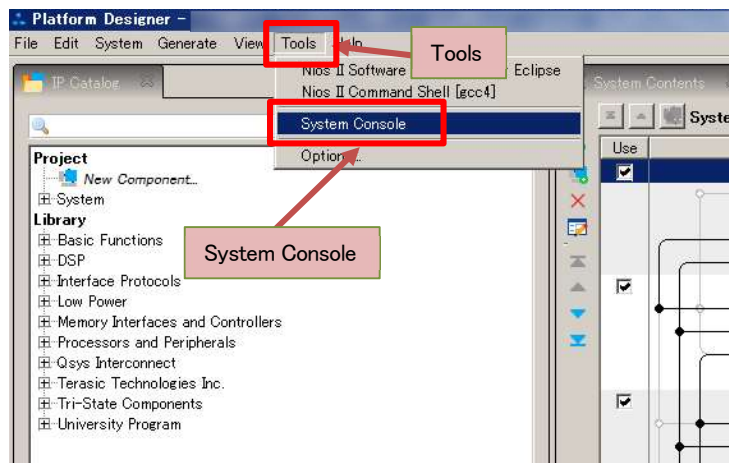 Platform Designer -
File Edit System Generate View Tools Help
Tools
IP Catalog
Nios II Software Eclipse
Nios II Command Shell [gcc4]
System Console
Options...
System Contents
Syste
Use
Project
New Component...
System
Library
Basic Functions
DSP
Interface Protocols
Low Power
Memory Interfaces and Controllers
Processors and Peripherals
Qsys Interconnect
Terasic Technologies Inc.
Tri-State Components
University Program
System Console